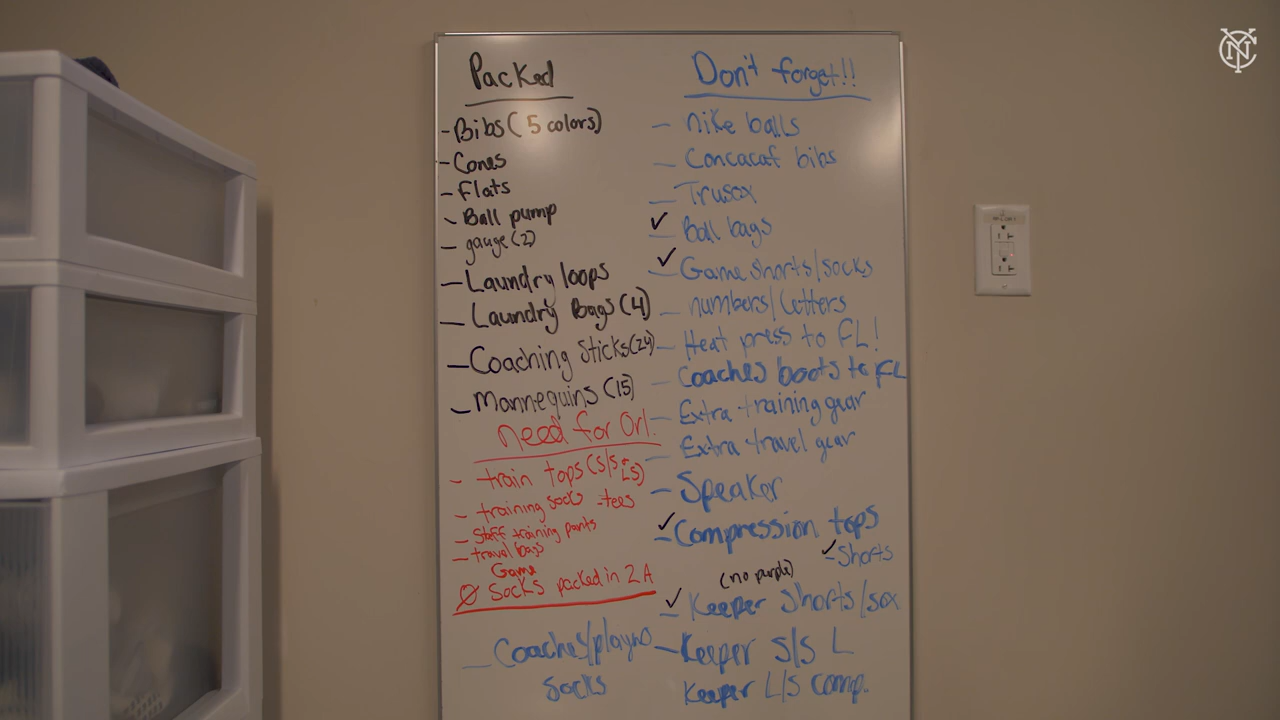 Packed
- Bibs (5 colors)
- Cones
- Flats
- Ball pump
- gauge (2)
- Laundry loops
- Laundry Bags (4)
- Coaching Sticks (24)
- Mannequins (15)
Need for Orl.
- train tops (s/s + LS)
- training socks - tees
- Staff training pants
- travel bags
Game
Ø Socks packed in 2A
- Coaches/players
Socks
Don't forget!!
- Nike balls
- Concacaf bibs
- Trusox
✓ - Ball bags
✓ - Game shorts/socks
- numbers/letters
- Heat press to FL!
- Coaches boots to FL
- Extra training gear
- Extra travel gear
- Speaker
✓ - Compression tops
✓ - Shorts
(no purple)
✓ - Keeper shorts/sox
- Keeper S/S L
Keeper L/S comp.
NYC